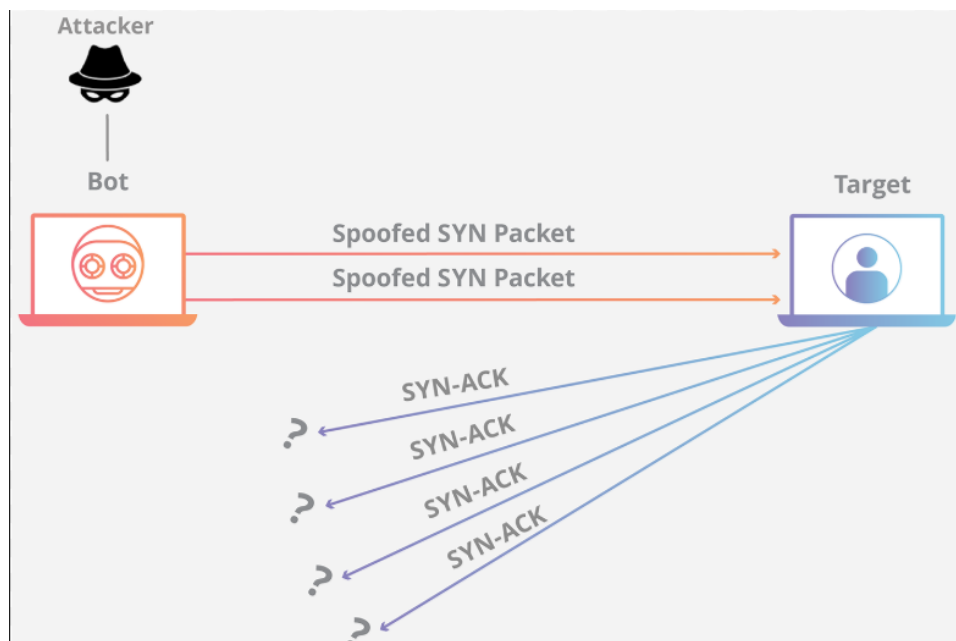 Attacker
Bot
Target
Spoofed SYN Packet
Spoofed SYN Packet
SYN-ACK
?
SYN-ACK
?
SYN-ACK
?
SYN-ACK
?